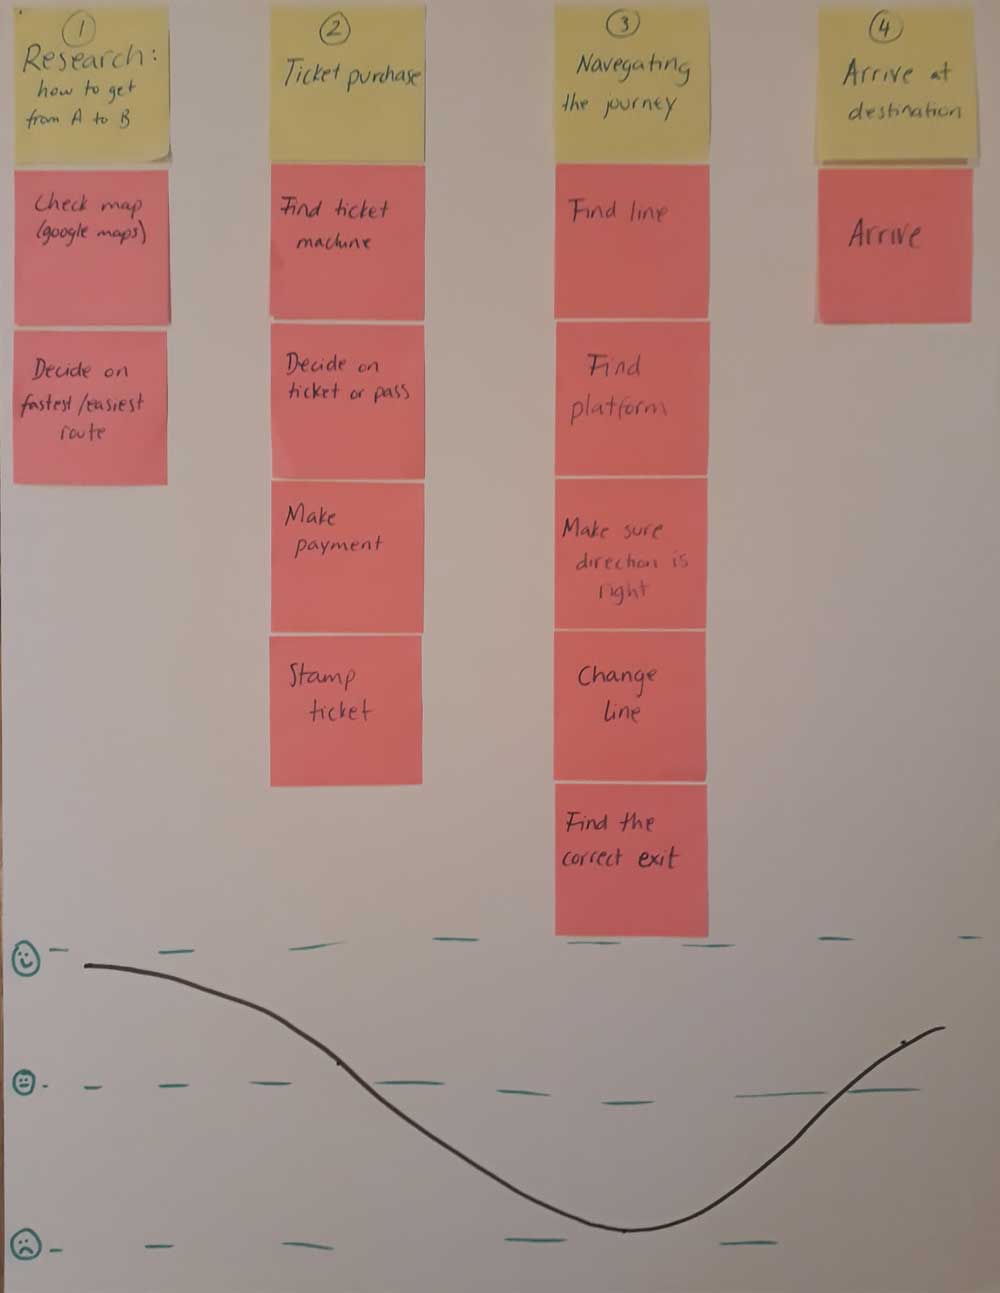 1
Research:
how to get
from A to B
Check map
(google maps)
Decide on
fastest/easiest
route
2
Ticket purchase
Find ticket
machine
Decide on
ticket or pass
Make
payment
Stamp
ticket
3
Navegating
the journey
Find line
Find
platform
Make sure
direction is
right
Change
line
Find the
correct exit
4
Arrive at
destination
Arrive